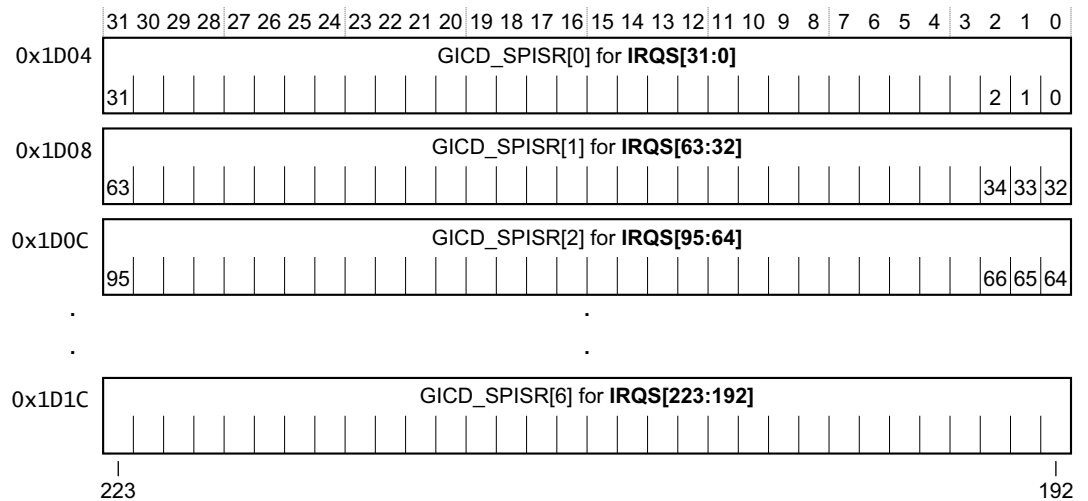 31 30 29 28 27 26 25 24 23 22 21 20 19 18 17 16 15 14 13 12 11 10 9 8 7 6 5 4 3 2 1 0
0x1D04 GICD_SPISR[0] for IRQS[31:0]
31 2 1 0
0x1D08 GICD_SPISR[1] for IRQS[63:32]
63 34 33 32
0x1D0C GICD_SPISR[2] for IRQS[95:64]
95 66 65 64
. .
. .
0x1D1C GICD_SPISR[6] for IRQS[223:192]
223 192